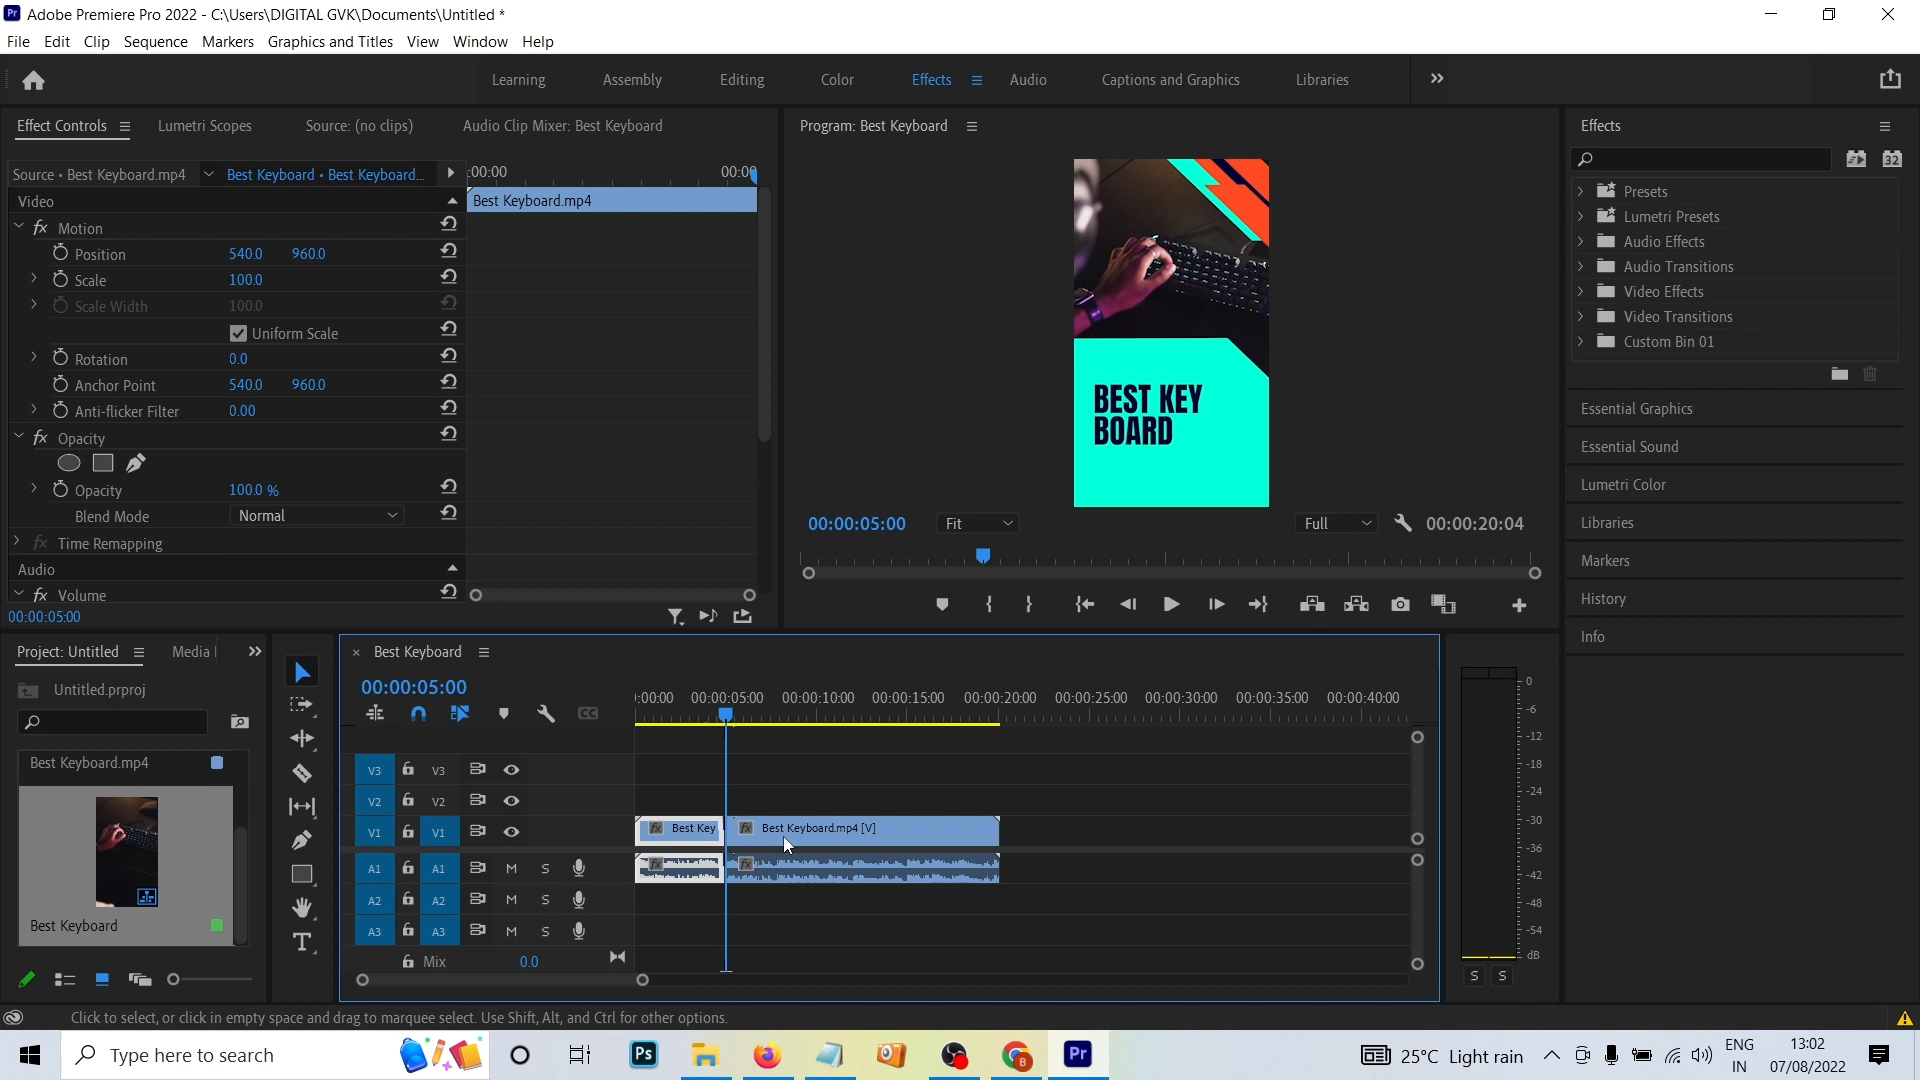 Adobe Premiere Pro 2022 - C:\Users\DIGITAL GVK\Documents\Untitled *
File Edit Clip Sequence Markers Graphics and Titles View Window Help
Learning Assembly Editing Color Effects Audio Captions and Graphics Libraries
Effect Controls Lumetri Scopes Source: (no clips) Audio Clip Mixer: Best Keyboard
Source • Best Keyboard.mp4 Best Keyboard • Best Keyboard... :00:00 00:00
Video Best Keyboard.mp4
fx Motion
Position 540.0 960.0
Scale 100.0
Scale Width 100.0
Uniform Scale
Rotation 0.0
Anchor Point 540.0 960.0
Anti-flicker Filter 0.00
fx Opacity
Opacity 100.0 %
Blend Mode Normal
fx Time Remapping
Audio
fx Volume
00:00:05:00
Program: Best Keyboard
BEST KEY
BOARD
00:00:05:00 Fit Full 00:00:20:04
Effects
32
Presets
Lumetri Presets
Audio Effects
Audio Transitions
Video Effects
Video Transitions
Custom Bin 01
Essential Graphics
Essential Sound
Lumetri Color
Libraries
Markers
History
Info
Project: Untitled Media
Untitled.prproj
Best Keyboard.mp4
Best Keyboard
× Best Keyboard
00:00:05:00
:00:00 00:00:05:00 00:00:10:00 00:00:15:00 00:00:20:00 00:00:25:00 00:00:30:00 00:00:35:00 00:00:40:00
V3 V3
V2 V2
V1 V1 fx Best Key fx Best Keyboard.mp4 [V]
A1 A1 M S fx fx
A2 A2 M S
A3 A3 M S
Mix 0.0
0
-6
-12
-18
-24
-30
-36
-42
-48
-54
dB
S S
Click to select, or click in empty space and drag to marquee select. Use Shift, Alt, and Ctrl for other options.
Type here to search Ps Pr 25°C Light rain ENG
IN
13:02
07/08/2022